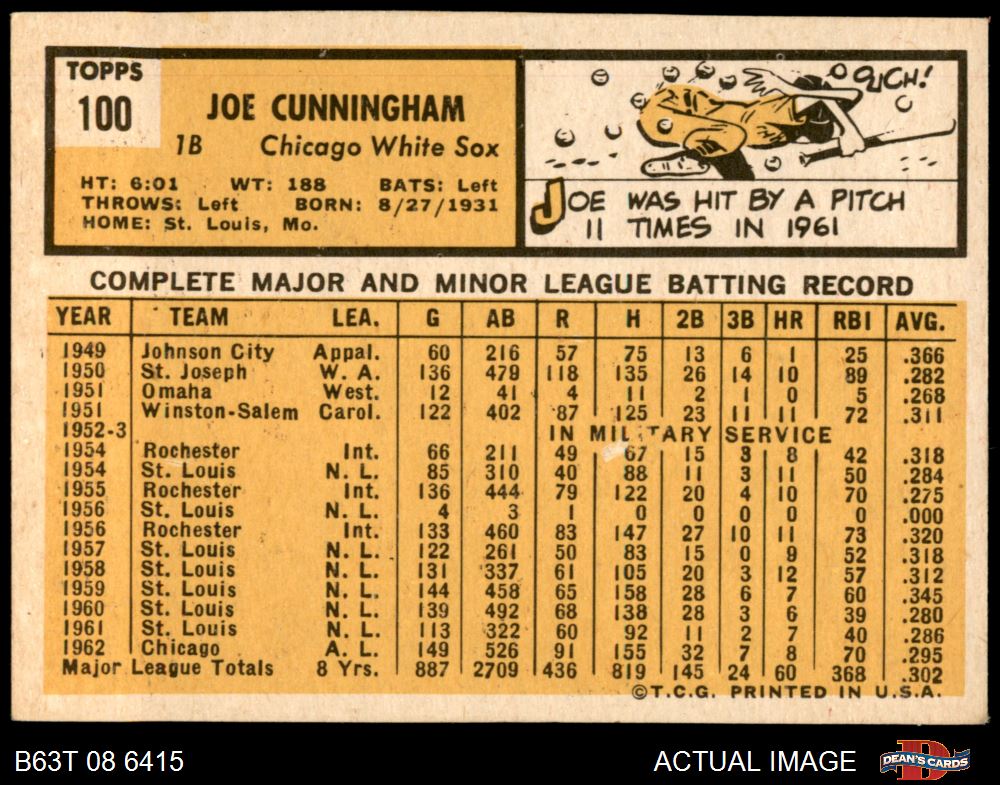 TOPPS
100
JOE CUNNINGHAM
1B Chicago White Sox
HT: 6:01 WT: 188 BATS: Left
THROWS: Left BORN: 8/27/1931
HOME: St. Louis, Mo.
OUCH!
JOE WAS HIT BY A PITCH
11 TIMES IN 1961
COMPLETE MAJOR AND MINOR LEAGUE BATTING RECORD
YEAR TEAM LEA. G AB R H 2B 3B HR RBI AVG.
1949 Johnson City Appal. 60 216 57 75 13 6 1 25 .366
1950 St. Joseph W. A. 136 479 118 135 26 14 10 89 .282
1951 Omaha West. 12 41 4 11 2 1 0 5 .268
1951 Winston-Salem Carol. 122 402 87 125 23 11 11 72 .311
1952-3 IN MILITARY SERVICE
1954 Rochester Int. 66 211 49 67 15 3 8 42 .318
1954 St. Louis N. L. 85 310 40 88 11 3 11 50 .284
1955 Rochester Int. 136 444 79 122 20 4 10 70 .275
1956 St. Louis N. L. 4 3 1 0 0 0 0 0 .000
1956 Rochester Int. 133 460 83 147 27 10 11 73 .320
1957 St. Louis N. L. 122 261 50 83 15 0 9 52 .318
1958 St. Louis N. L. 131 337 61 105 20 3 12 57 .312
1959 St. Louis N. L. 144 458 65 158 28 6 7 60 .345
1960 St. Louis N. L. 139 492 68 138 28 3 6 39 .280
1961 St. Louis N. L. 113 322 60 92 11 2 7 40 .286
1962 Chicago A. L. 149 526 91 155 32 7 8 70 .295
Major League Totals 8 Yrs. 887 2709 436 819 145 24 60 368 .302
©T.C.G. PRINTED IN U.S.A.
B63T 08 6415
ACTUAL IMAGE
DEAN'S CARDS